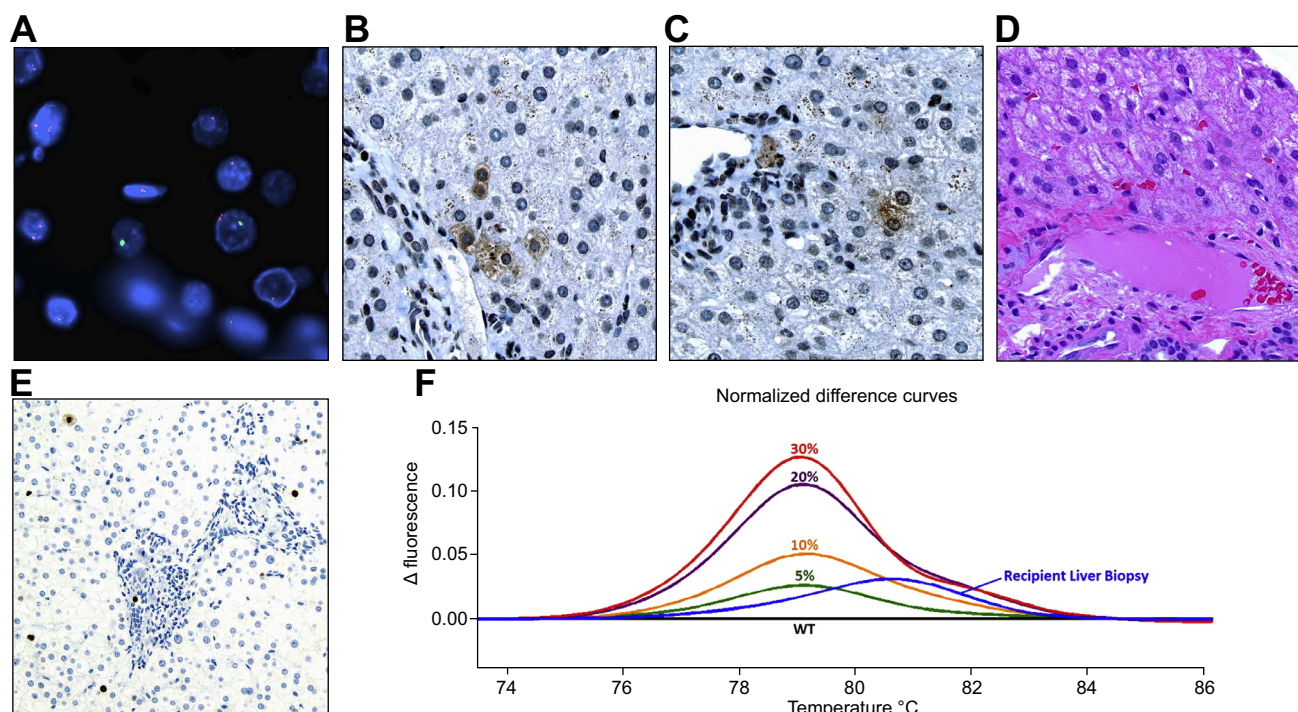 A
B
C
D
E
F
Normalized difference curves
0.15
0.10
0.05
0.00
Δ fluorescence
30%
20%
10%
5%
WT
Recipient Liver Biopsy
74
76
78
80
82
84
86
Temperature °C